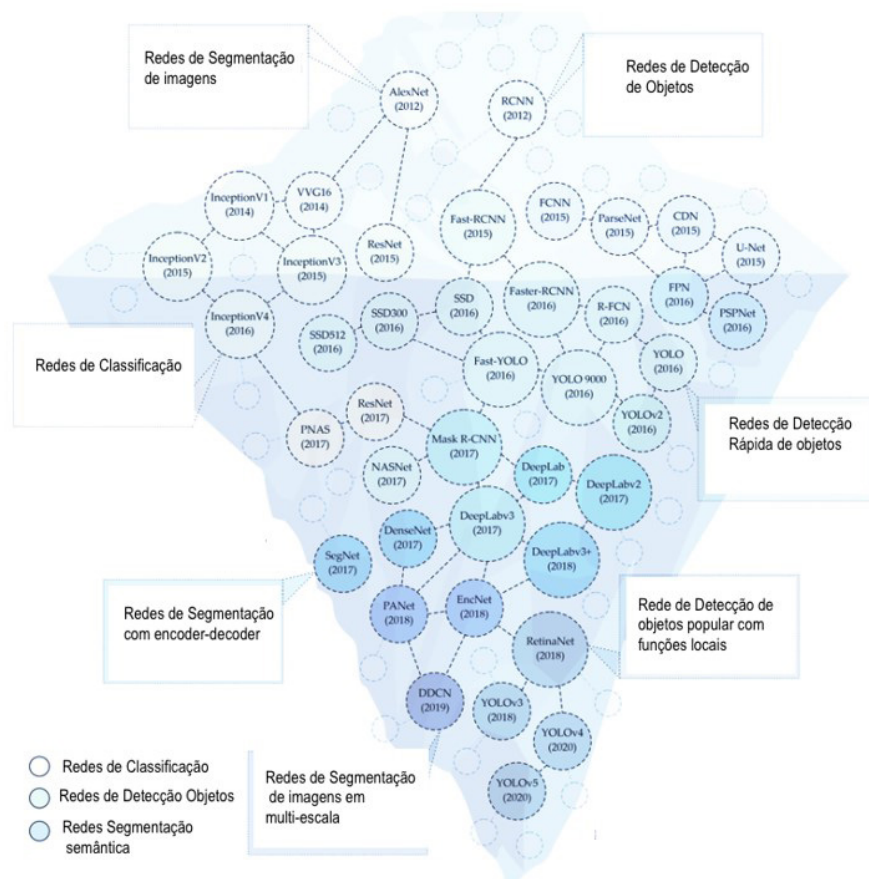 Redes de Segmentação
de imagens
AlexNet
(2012)
RCNN
(2012)
Redes de Detecção
de Objetos
InceptionV1
(2014)
VVG16
(2014)
Fast-RCNN
(2015)
FCNN
(2015)
ParseNet
(2015)
CDN
(2015)
U-Net
(2015)
InceptionV2
(2015)
InceptionV3
(2015)
ResNet
(2015)
InceptionV4
(2016)
SSD512
(2016)
SSD300
(2016)
SSD
(2016)
Faster-RCNN
(2016)
R-FCN
(2016)
FPN
(2016)
PSPNet
(2016)
Redes de Classificação
Fast-YOLO
(2016)
YOLO 9000
(2016)
YOLO
(2016)
YOLOv2
(2016)
Redes de Detecção
Rápida de objetos
PNAS
(2017)
ResNet
(2017)
Mask R-CNN
(2017)
NASNet
(2017)
DeepLab
(2017)
DeepLabv2
(2017)
SegNet
(2017)
DenseNet
(2017)
DeepLabv3
(2017)
DeepLabv3+
(2018)
Redes de Segmentação
com encoder-decoder
PANet
(2018)
EncNet
(2018)
RetinaNet
(2018)
Rede de Detecção de
objetos popular com
funções locais
DDCN
(2019)
YOLOv3
(2018)
YOLOv4
(2020)
YOLOv5
(2020)
Redes de Segmentação
de imagens em
multi-escala
Redes de Classificação
Redes de Detecção Objetos
Redes Segmentação
semântica